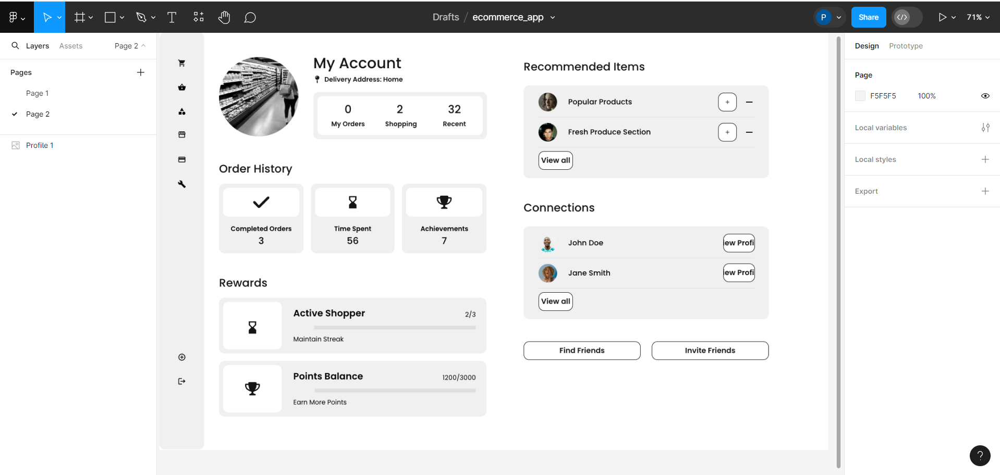 Drafts / ecommerce_app
P
Share
71%
Layers
Assets
Page 2
Pages
Page 1
Page 2
Profile 1
My Account
Delivery Address: Home
0
2
32
My Orders
Shopping
Recent
Order History
Completed Orders
3
Time Spent
56
Achievements
7
Rewards
Active Shopper
2/3
Maintain Streak
Points Balance
1200/3000
Earn More Points
Recommended Items
Popular Products
+
Fresh Produce Section
+
View all
Connections
John Doe
iew Profi
Jane Smith
iew Profi
View all
Find Friends
Invite Friends
Design
Prototype
Page
F5F5F5
100%
Local variables
Local styles
Export
?